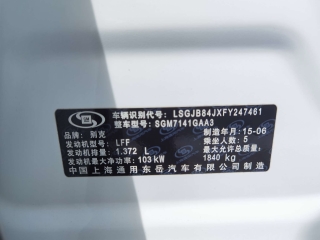 车辆识别代号: LSGJB84JXFY247461
整车型号: SGM7141GAA3
品牌: 别克 制造年月: 15-06
发动机型号: LFF 乘坐人数: 5
发动机排量: 1.372 L 最大允许总质量:
最大净功率: 103 kW 1840 kg
中国上海通用东岳汽车有限公司制造